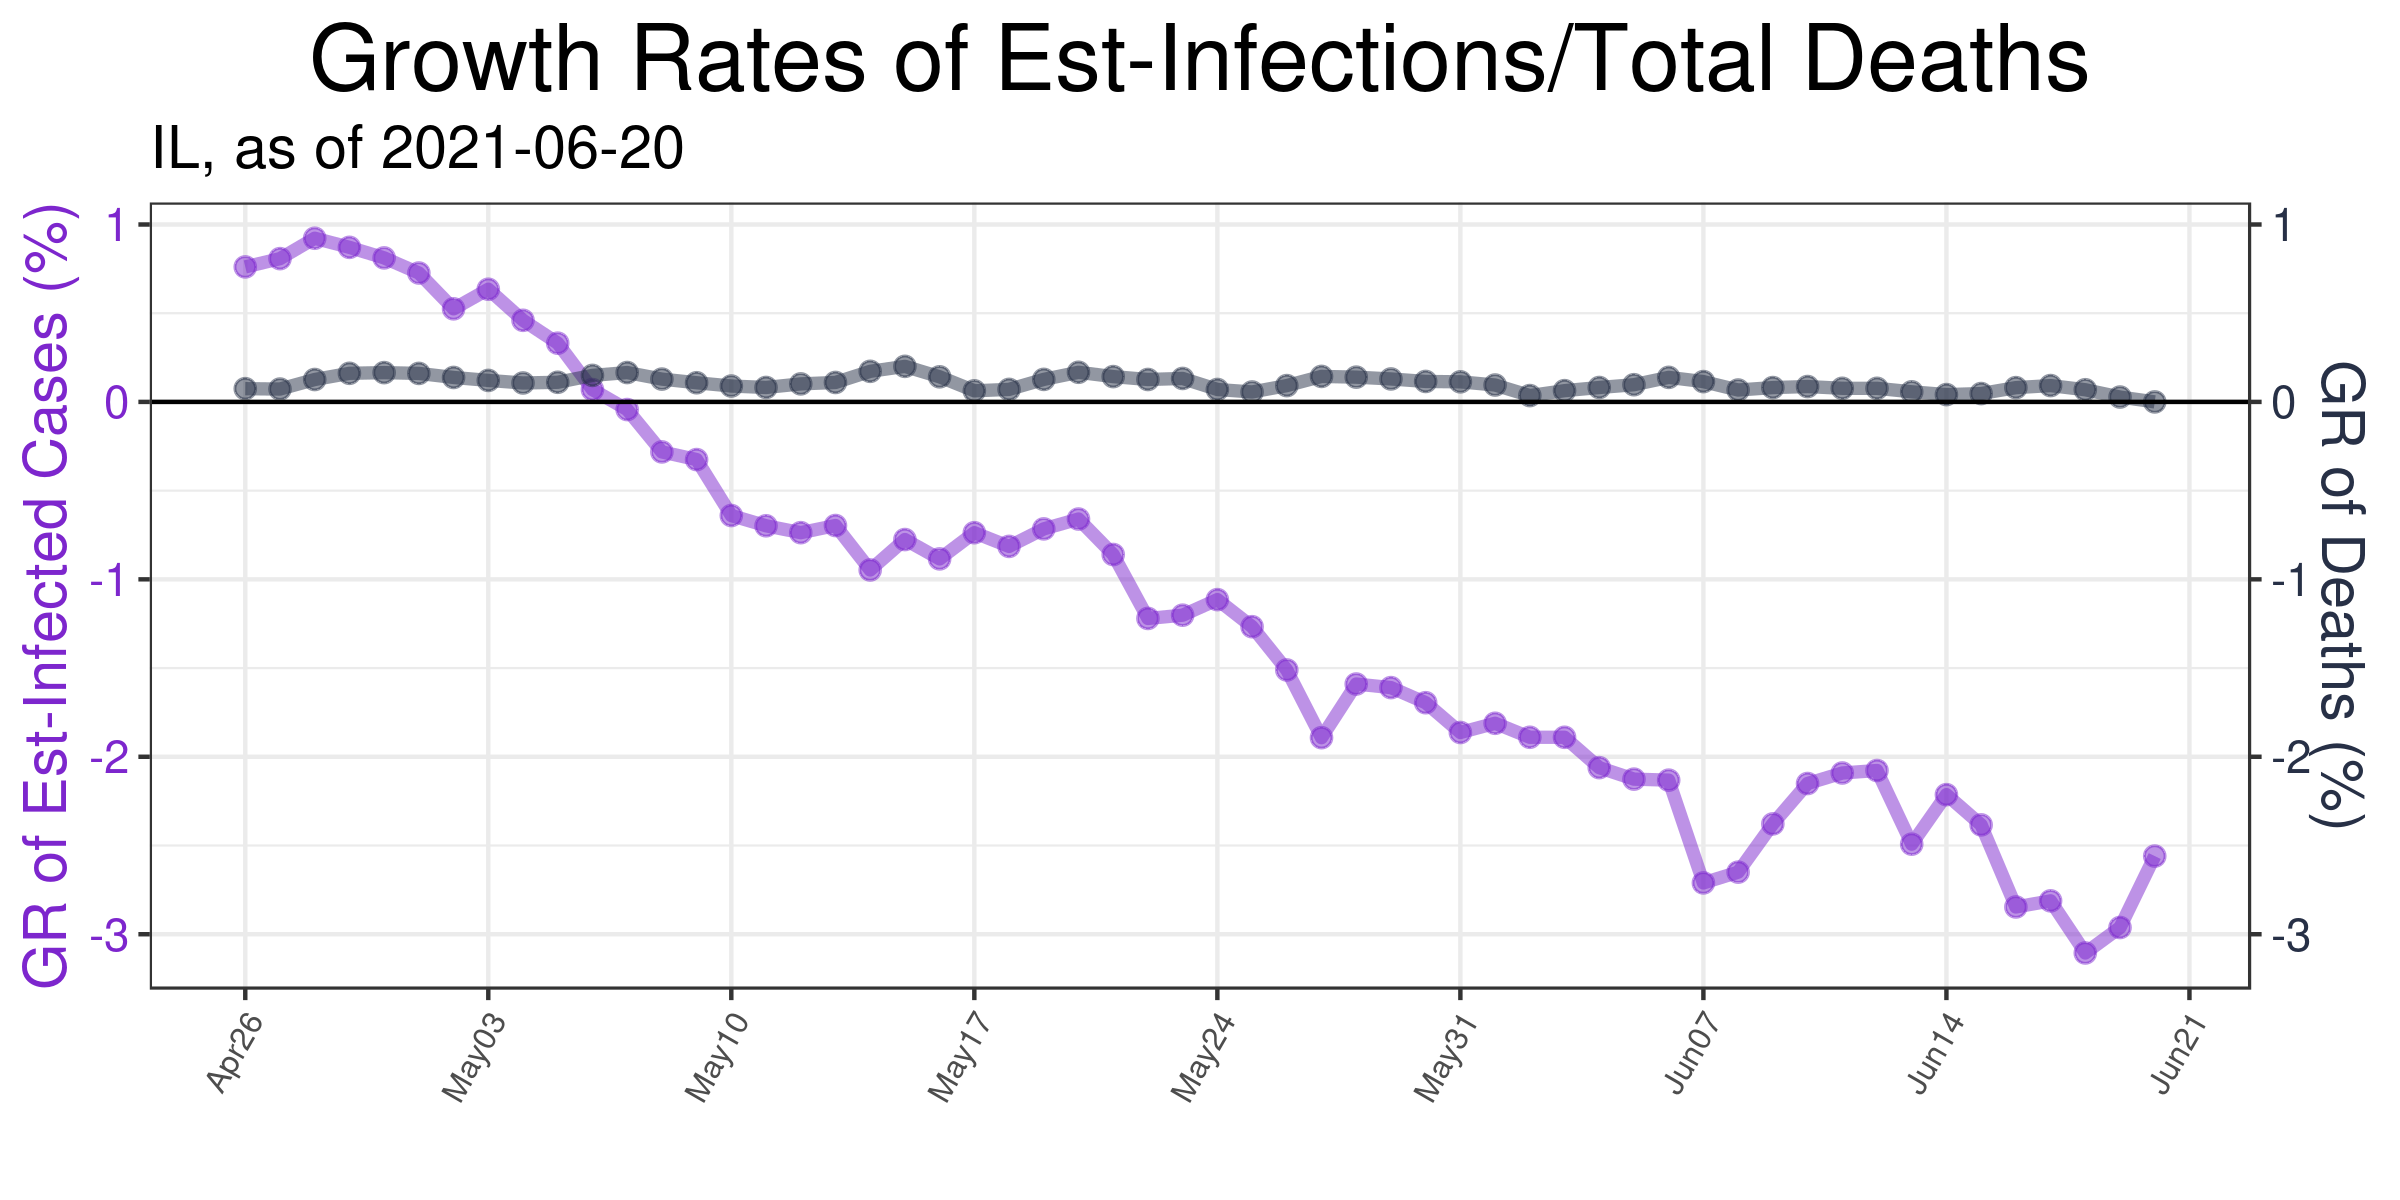 Growth Rates of Est-Infections/Total Deaths
IL, as of 2021-06-20
GR of Est-Infected Cases (%)
1
0
-1
-2
-3
1
0
-1
-2
-3
GR of Deaths (%)
Apr26
May03
May10
May17
May24
May31
Jun07
Jun14
Jun21